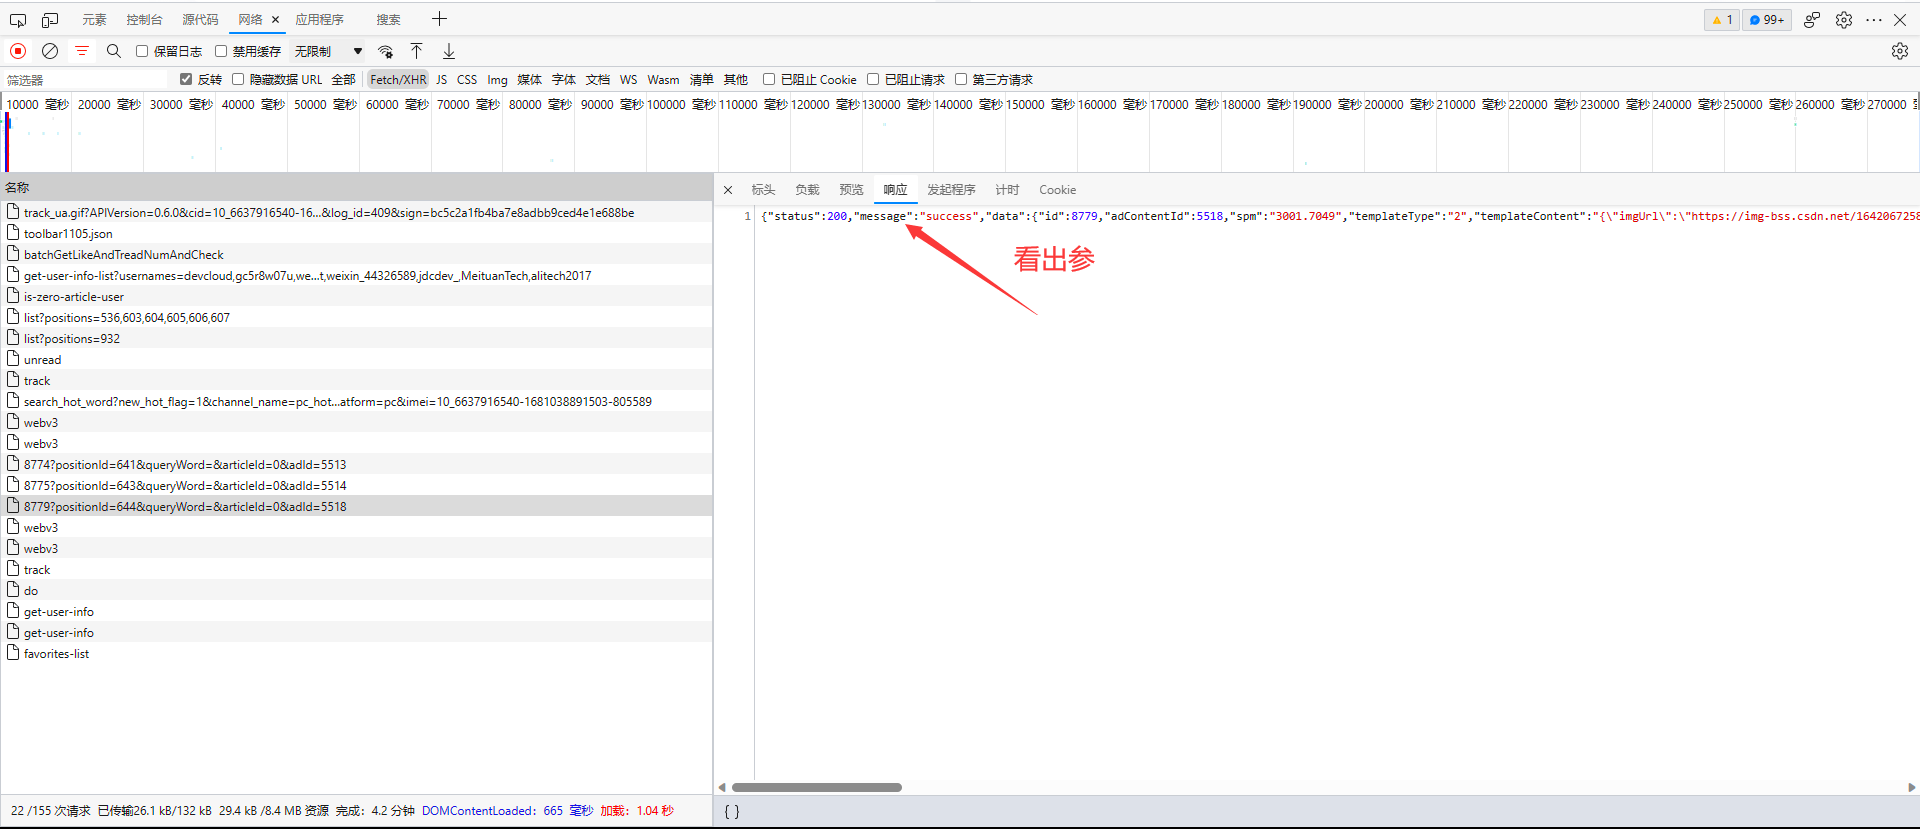 元素 控制台 源代码 网络 应用程序 搜索 1 99+
保留日志 禁用缓存 无限制
筛选器 反转 隐藏数据 URL 全部 Fetch/XHR JS CSS Img 媒体 字体 文档 WS Wasm 清单 其他 已阻止 Cookie 已阻止请求 第三方请求
10000 毫秒 20000 毫秒 30000 毫秒 40000 毫秒 50000 毫秒 60000 毫秒 70000 毫秒 80000 毫秒 90000 毫秒 100000 毫秒 110000 毫秒 120000 毫秒 130000 毫秒 140000 毫秒 150000 毫秒 160000 毫秒 170000 毫秒 180000 毫秒 190000 毫秒 200000 毫秒 210000 毫秒 220000 毫秒 230000 毫秒 240000 毫秒 250000 毫秒 260000 毫秒 270000
名称
track_ua.gif?APIVersion=0.6.0&cid=10_6637916540-16...&log_id=409&sign=bc5c2a1fb4ba7e8adbb9ced4e1e688be
toolbar1105.json
batchGetLikeAndTreadNumAndCheck
get-user-info-list?usernames=devcloud,gc5r8w07u,we...t,weixin_44326589,jdcdev_,MeituanTech,alitech2017
is-zero-article-user
list?positions=536,603,604,605,606,607
list?positions=932
unread
track
search_hot_word?new_hot_flag=1&channel_name=pc_hot...atform=pc&imei=10_6637916540-1681038891503-805589
webv3
webv3
8774?positionId=641&queryWord=&articleId=0&adId=5513
8775?positionId=643&queryWord=&articleId=0&adId=5514
8779?positionId=644&queryWord=&articleId=0&adId=5518
webv3
webv3
track
do
get-user-info
get-user-info
favorites-list
22 /155 次请求 已传输26.1 kB/132 kB 29.4 kB /8.4 MB 资源 完成: 4.2 分钟 DOMContentLoaded: 665 毫秒 加载: 1.04 秒
标头 负载 预览 响应 发起程序 计时 Cookie
1 {"status":200,"message":"success","data":{"id":8779,"adContentId":5518,"spm":"3001.7049","templateType":"2","templateContent":"{\"imgUrl\":\"https://img-bss.csdn.net/1642067258
看出参
{ }